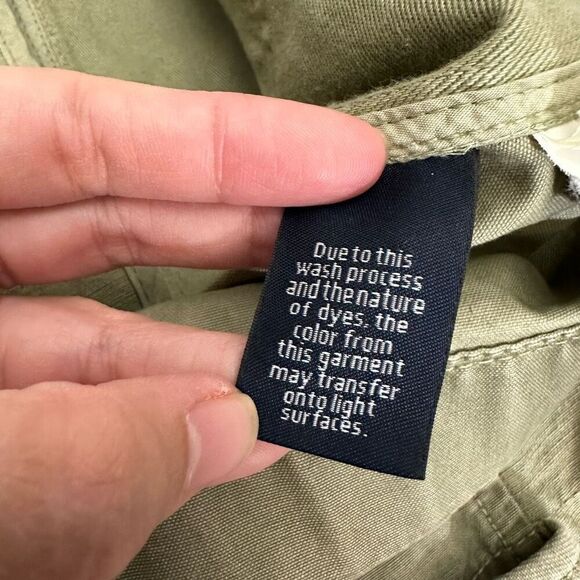 Due to this
wash process
and the nature
of dyes, the
color from
this garment
may transfer
onto light
surfaces.